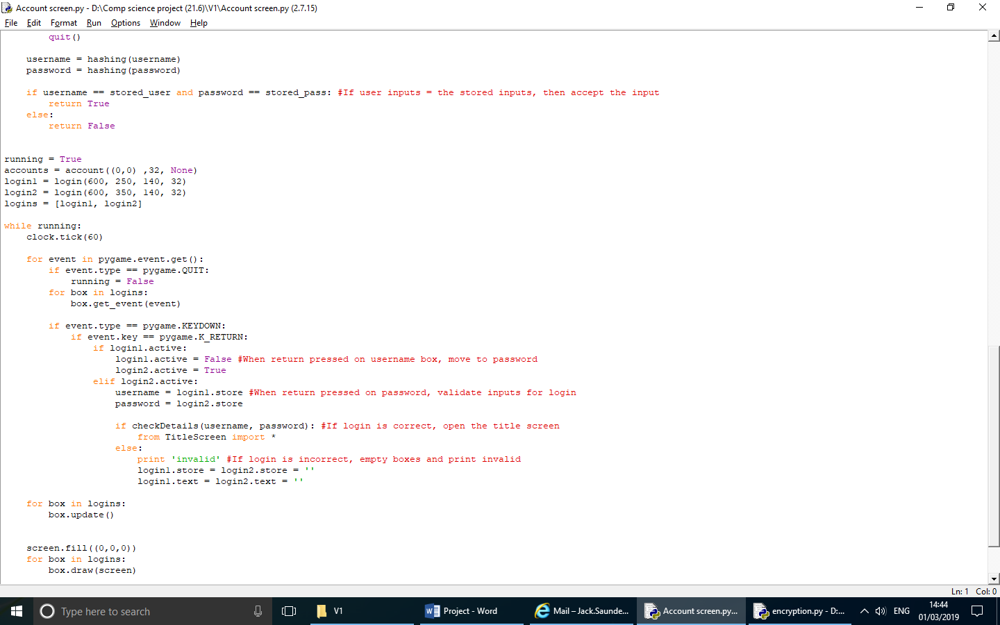 Account screen.py - D:\Comp science project (21.6)\V1\Account screen.py (2.7.15)
File Edit Format Run Options Window Help
        quit()
    username = hashing(username)
    password = hashing(password)
    if username == stored_user and password == stored_pass: #If user inputs = the stored inputs, then accept the input
        return True
    else:
        return False
running = True
accounts = account((0,0) ,32, None)
login1 = login(600, 250, 140, 32)
login2 = login(600, 350, 140, 32)
logins = [login1, login2]
while running:
    clock.tick(60)
    for event in pygame.event.get():
        if event.type == pygame.QUIT:
            running = False
        for box in logins:
            box.get_event(event)
        if event.type == pygame.KEYDOWN:
            if event.key == pygame.K_RETURN:
                if login1.active:
                    login1.active = False #When return pressed on username box, move to password
                    login2.active = True
                elif login2.active:
                    username = login1.store #When return pressed on password, validate inputs for login
                    password = login2.store
                    if checkDetails(username, password): #If login is correct, open the title screen
                        from TitleScreen import *
                    else:
                        print 'invalid' #If login is incorrect, empty boxes and print invalid
                        login1.store = login2.store = ''
                        login1.text = login2.text = ''
    for box in logins:
        box.update()
    screen.fill((0,0,0))
    for box in logins:
        box.draw(screen)
Ln: 1 Col: 0
Type here to search
V1
Project - Word
Mail – Jack.Saunde...
Account screen.py...
encryption.py - D:...
ENG
14:44
01/03/2019